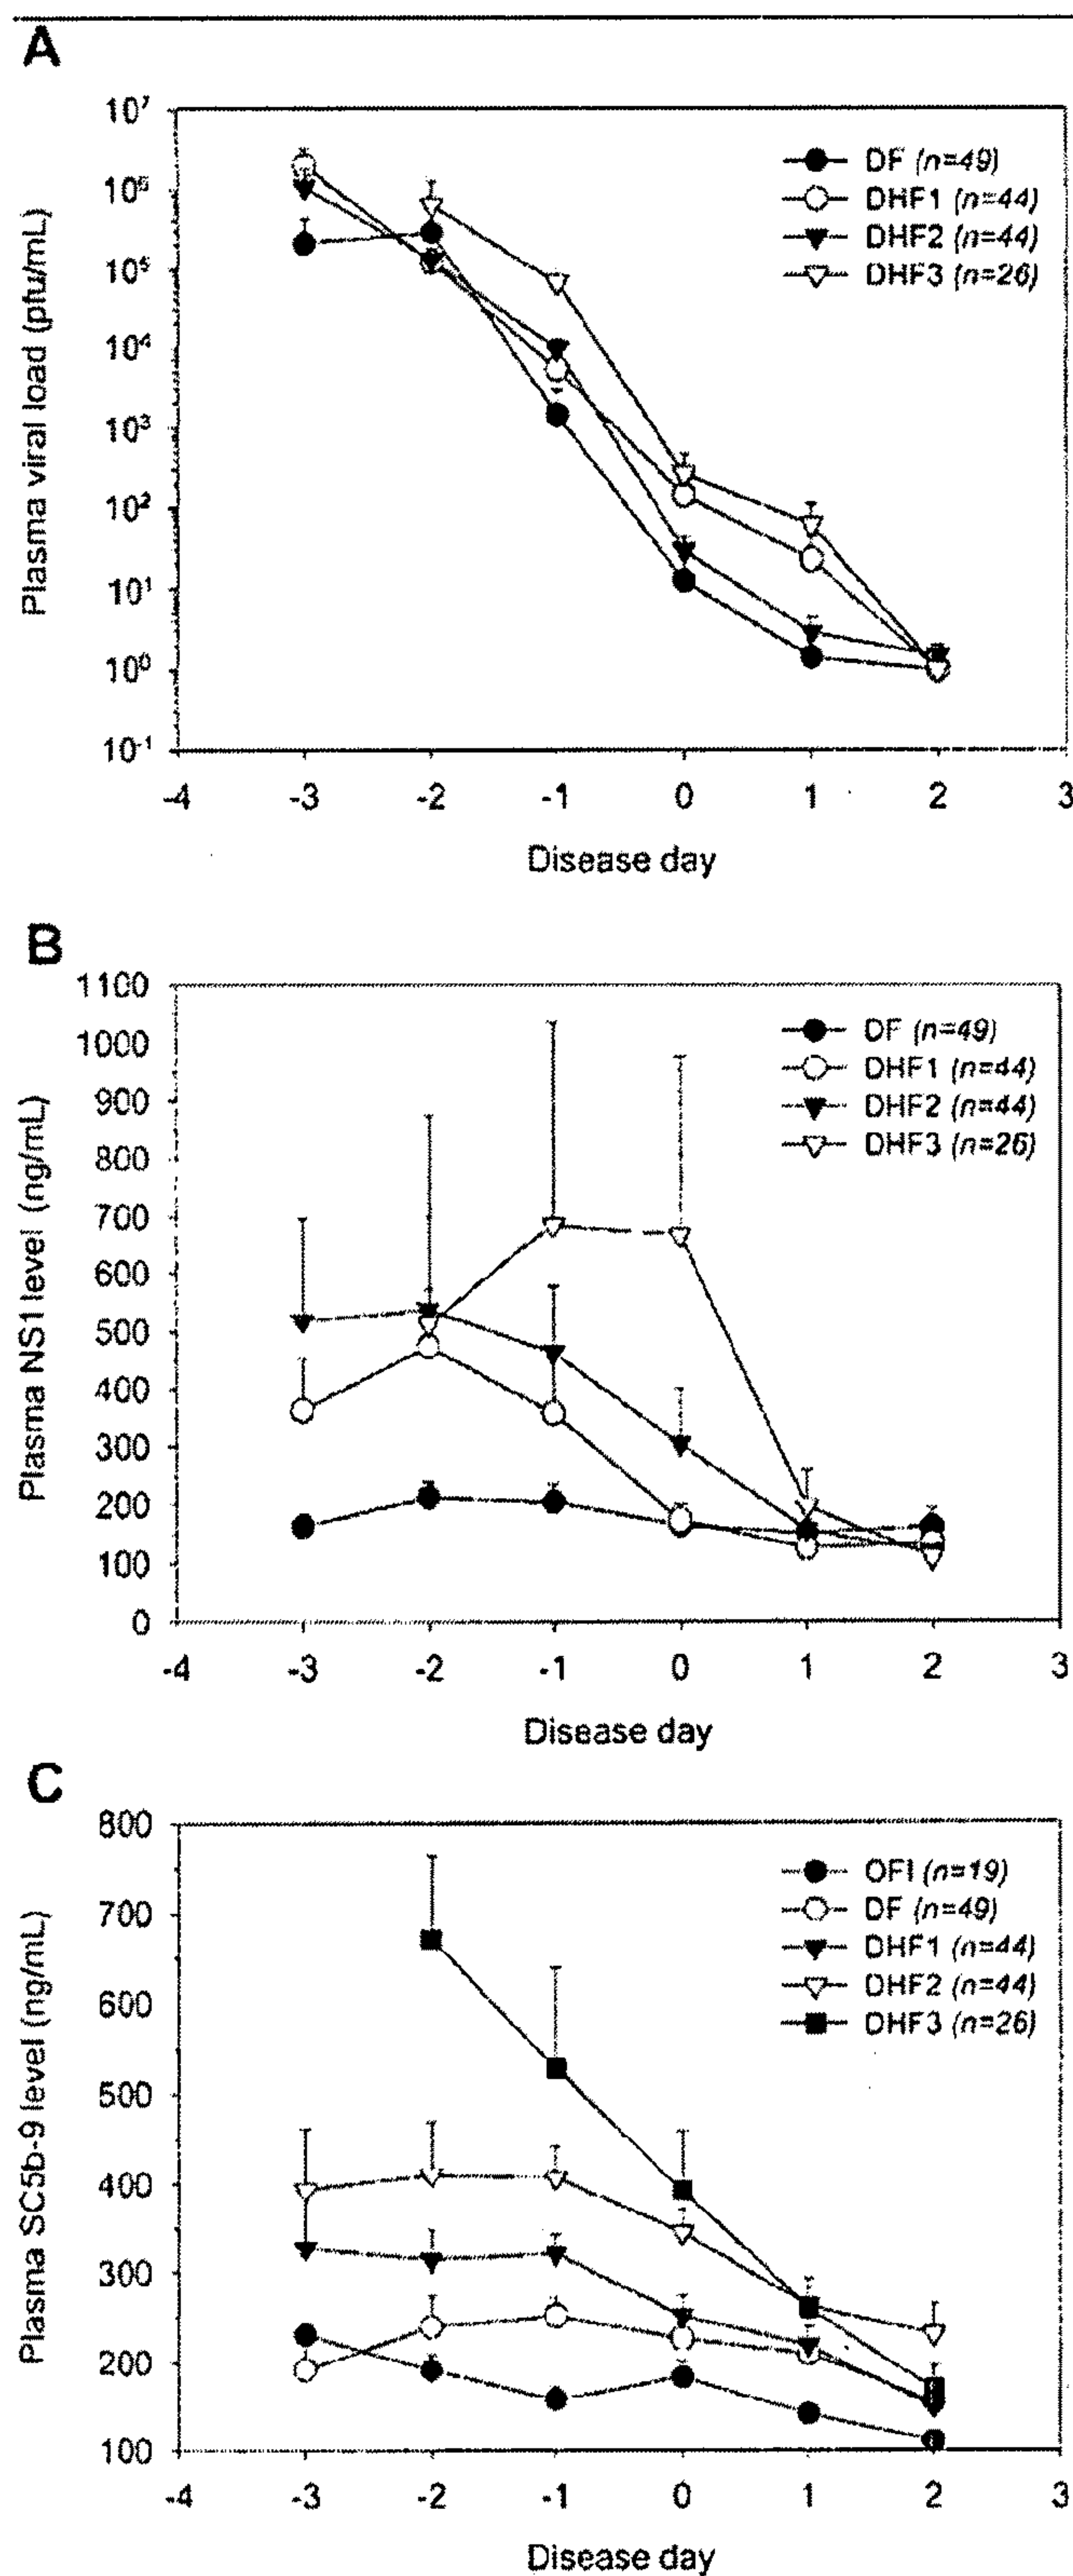 A
10⁷
10⁶
10⁵
10⁴
10³
10²
10¹
10⁰
10⁻¹
Plasma viral load (pfu/mL)
DF (n=49)
DHF1 (n=44)
DHF2 (n=44)
DHF3 (n=26)
-4 -3 -2 -1 0 1 2 3
Disease day
B
1100
1000
900
800
700
600
500
400
300
200
100
0
Plasma NS1 level (ng/mL)
DF (n=49)
DHF1 (n=44)
DHF2 (n=44)
DHF3 (n=26)
-4 -3 -2 -1 0 1 2 3
Disease day
C
800
700
600
500
400
300
200
100
Plasma SC5b-9 level (ng/mL)
OFI (n=19)
DF (n=49)
DHF1 (n=44)
DHF2 (n=44)
DHF3 (n=26)
-4 -3 -2 -1 0 1 2 3
Disease day